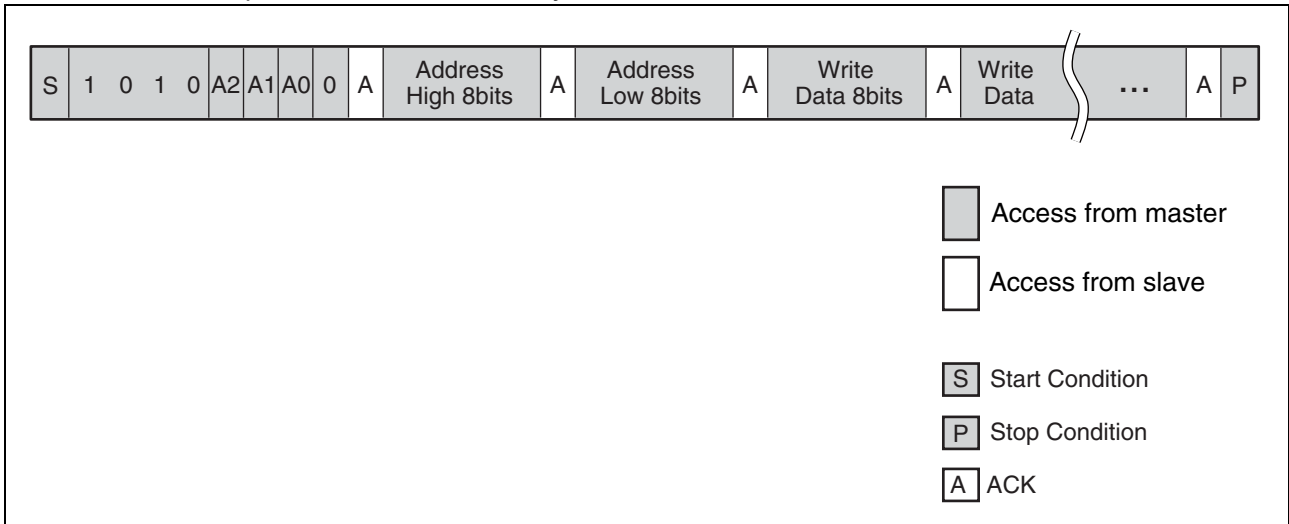 S 1 0 1 0 A2 A1 A0 0 A Address High 8bits A Address Low 8bits A Write Data 8bits A Write Data ... A P
Access from master
Access from slave
S Start Condition
P Stop Condition
A ACK